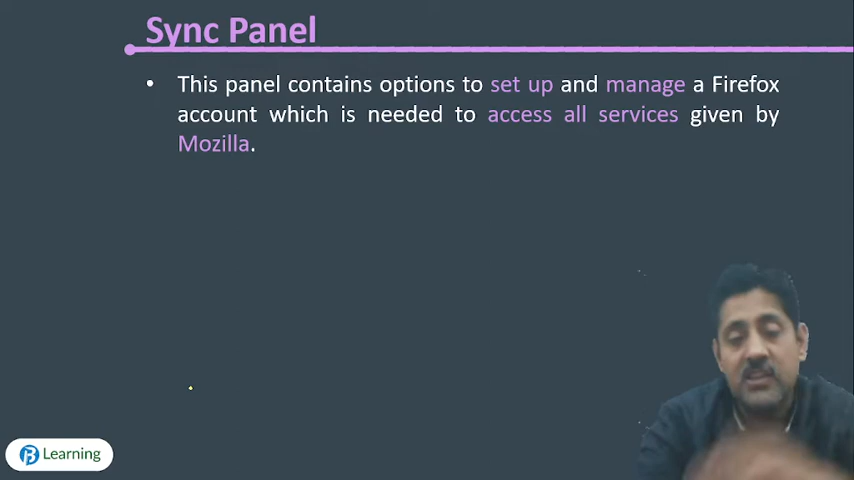 Sync Panel
• This panel contains options to set up and manage a Firefox
account which is needed to access all services given by
Mozilla.
Learning